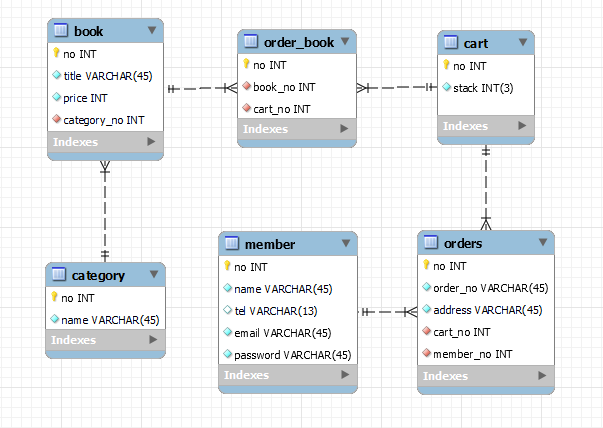 book
no INT
title VARCHAR(45)
price INT
category_no INT
Indexes
order_book
no INT
book_no INT
cart_no INT
Indexes
cart
no INT
stack INT(3)
Indexes
category
no INT
name VARCHAR(45)
Indexes
member
no INT
name VARCHAR(45)
tel VARCHAR(13)
email VARCHAR(45)
password VARCHAR(45)
Indexes
orders
no INT
order_no VARCHAR(45)
address VARCHAR(45)
cart_no INT
member_no INT
Indexes